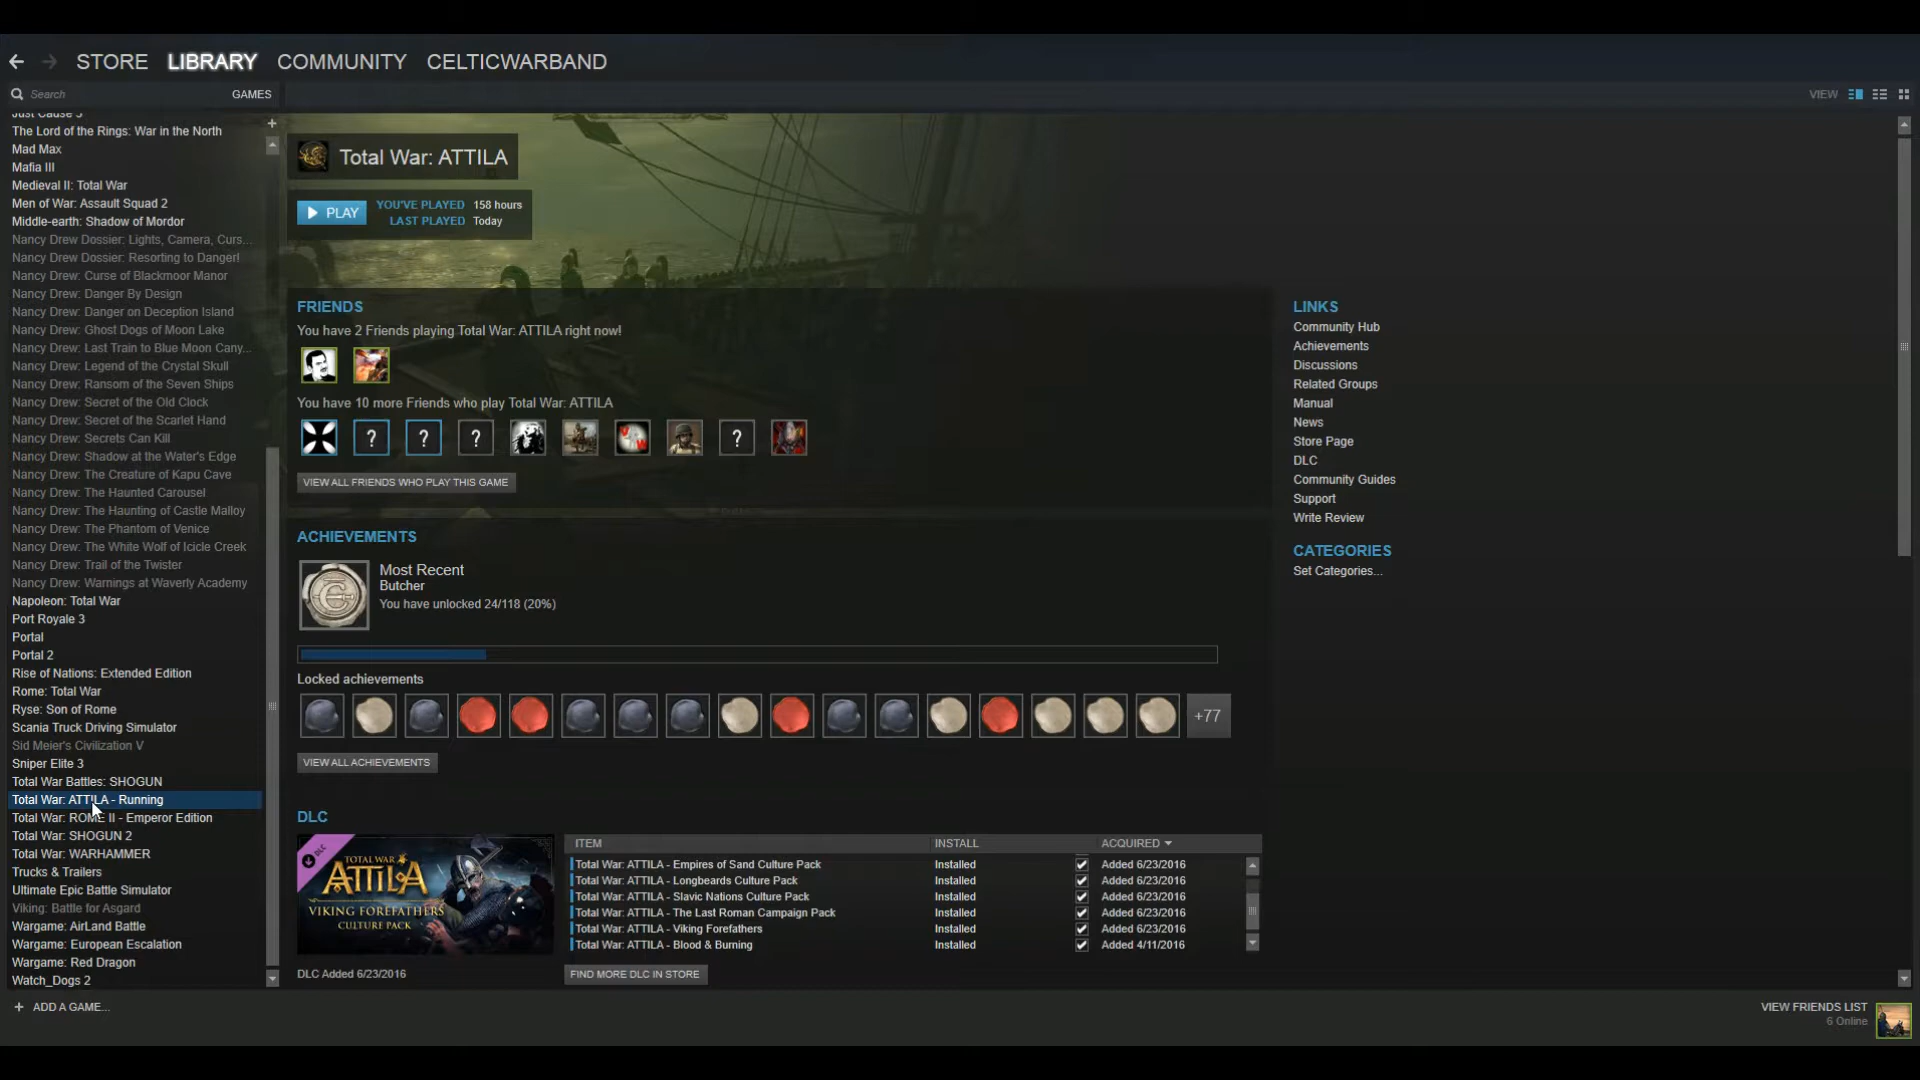 STORE LIBRARY COMMUNITY CELTICWARBAND
Search GAMES
VIEW
Just Cause 3
The Lord of the Rings: War in the North
Mad Max
Mafia III
Medieval II: Total War
Men of War: Assault Squad 2
Middle-earth: Shadow of Mordor
Nancy Drew Dossier: Lights, Camera, Curs...
Nancy Drew Dossier: Resorting to Danger!
Nancy Drew: Curse of Blackmoor Manor
Nancy Drew: Danger By Design
Nancy Drew: Danger on Deception Island
Nancy Drew: Ghost Dogs of Moon Lake
Nancy Drew: Last Train to Blue Moon Cany...
Nancy Drew: Legend of the Crystal Skull
Nancy Drew: Ransom of the Seven Ships
Nancy Drew: Secret of the Old Clock
Nancy Drew: Secret of the Scarlet Hand
Nancy Drew: Secrets Can Kill
Nancy Drew: Shadow at the Water's Edge
Nancy Drew: The Creature of Kapu Cave
Nancy Drew: The Haunted Carousel
Nancy Drew: The Haunting of Castle Malloy
Nancy Drew: The Phantom of Venice
Nancy Drew: The White Wolf of Icicle Creek
Nancy Drew: Trail of the Twister
Nancy Drew: Warnings at Waverly Academy
Napoleon: Total War
Port Royale 3
Portal
Portal 2
Rise of Nations: Extended Edition
Rome: Total War
Ryse: Son of Rome
Scania Truck Driving Simulator
Sid Meier's Civilization V
Sniper Elite 3
Total War Battles: SHOGUN
Total War: ATTILA - Running
Total War: ROME II - Emperor Edition
Total War: SHOGUN 2
Total War: WARHAMMER
Trucks & Trailers
Ultimate Epic Battle Simulator
Viking: Battle for Asgard
Wargame: AirLand Battle
Wargame: European Escalation
Wargame: Red Dragon
Watch_Dogs 2
+ ADD A GAME...
Total War: ATTILA
PLAY
YOU'VE PLAYED 158 hours
LAST PLAYED Today
FRIENDS
You have 2 Friends playing Total War: ATTILA right now!
You have 10 more Friends who play Total War: ATTILA
? ? ? ?
VIEW ALL FRIENDS WHO PLAY THIS GAME
ACHIEVEMENTS
Most Recent
Butcher
You have unlocked 24/118 (20%)
Locked achievements
+77
VIEW ALL ACHIEVEMENTS
DLC
DLC
TOTAL WAR
ATTILA
VIKING FOREFATHERS
CULTURE PACK
DLC Added 6/23/2016
ITEM INSTALL ACQUIRED
Total War: ATTILA - Empires of Sand Culture Pack Installed Added 6/23/2016
Total War: ATTILA - Longbeards Culture Pack Installed Added 6/23/2016
Total War: ATTILA - Slavic Nations Culture Pack Installed Added 6/23/2016
Total War: ATTILA - The Last Roman Campaign Pack Installed Added 6/23/2016
Total War: ATTILA - Viking Forefathers Installed Added 6/23/2016
Total War: ATTILA - Blood & Burning Installed Added 4/11/2016
FIND MORE DLC IN STORE
LINKS
Community Hub
Achievements
Discussions
Related Groups
Manual
News
Store Page
DLC
Community Guides
Support
Write Review
CATEGORIES
Set Categories...
VIEW FRIENDS LIST
6 Online